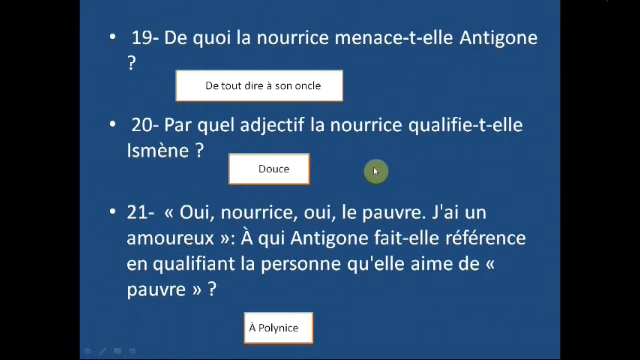 • 19- De quoi la nourrice menace-t-elle Antigone
?
De tout dire à son oncle
• 20- Par quel adjectif la nourrice qualifie-t-elle
Ismène ?
Douce
• 21- « Oui, nourrice, oui, le pauvre. J'ai un
amoureux »: À qui Antigone fait-elle référence
en qualifiant la personne qu'elle aime de «
pauvre » ?
À Polynice